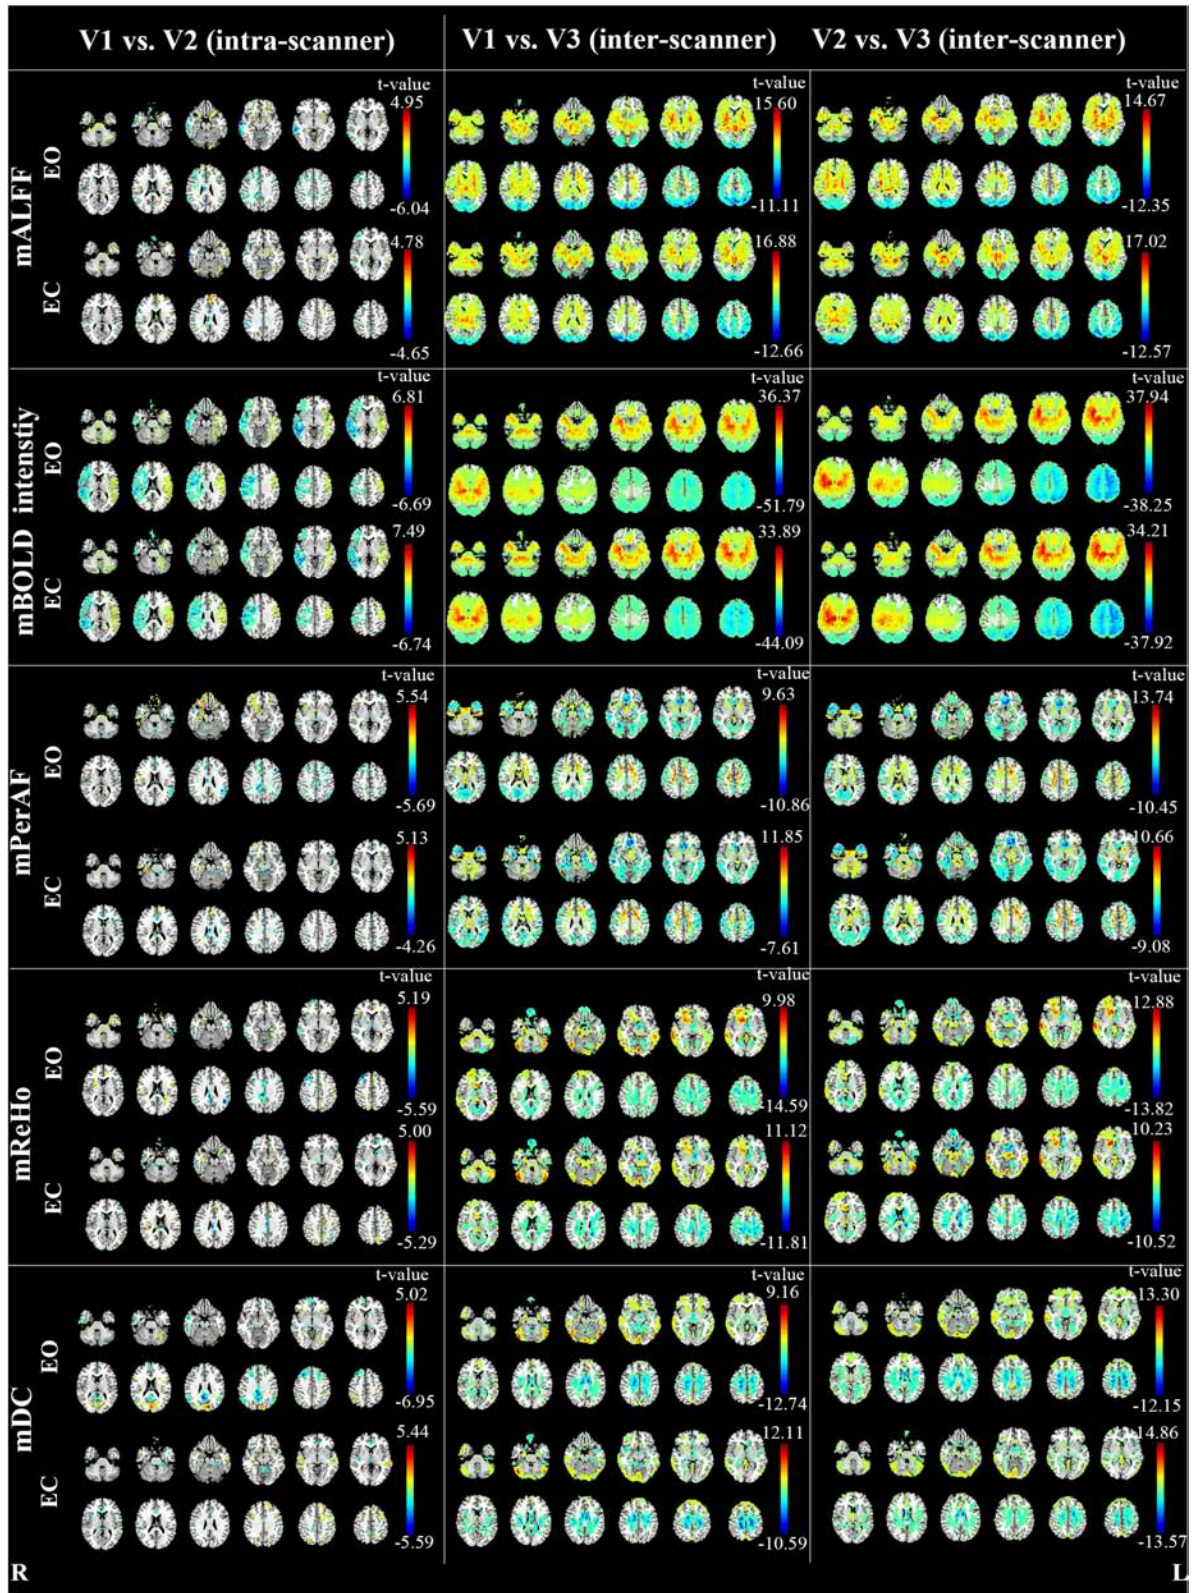 V1 vs. V2 (intra-scanner) V1 vs. V3 (inter-scanner) V2 vs. V3 (inter-scanner)
mALFF
EO
t-value t-value t-value
4.95 15.60 14.67
-6.04 -11.11 -12.35
EC
4.78 16.88 17.02
-4.65 -12.66 -12.57
mBOLD intenstiy
EO
t-value t-value t-value
6.81 36.37 37.94
-6.69 -51.79 -38.25
EC
7.49 33.89 34.21
-6.74 -44.09 -37.92
mPerAF
EO
t-value t-value t-value
5.54 9.63 13.74
-5.69 -10.86 -10.45
EC
5.13 11.85 10.66
-4.26 -7.61 -9.08
mReHo
EO
t-value t-value t-value
5.19 9.98 12.88
-5.59 -14.59 -13.82
EC
5.00 11.12 10.23
-5.29 -11.81 -10.52
mDC
EO
t-value t-value t-value
5.02 9.16 13.30
-6.95 -12.74 -12.15
EC
5.44 12.11 14.86
-5.59 -10.59 -13.57
R L